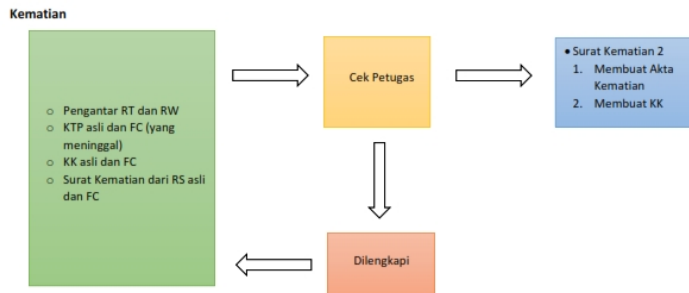 Kematian
○ Pengantar RT dan RW
○ KTP asli dan FC (yang
meninggal)
○ KK asli dan FC
○ Surat Kematian dari RS asli
dan FC
Cek Petugas
• Surat Kematian 2
1. Membuat Akta
Kematian
2. Membuat KK
Dilengkapi